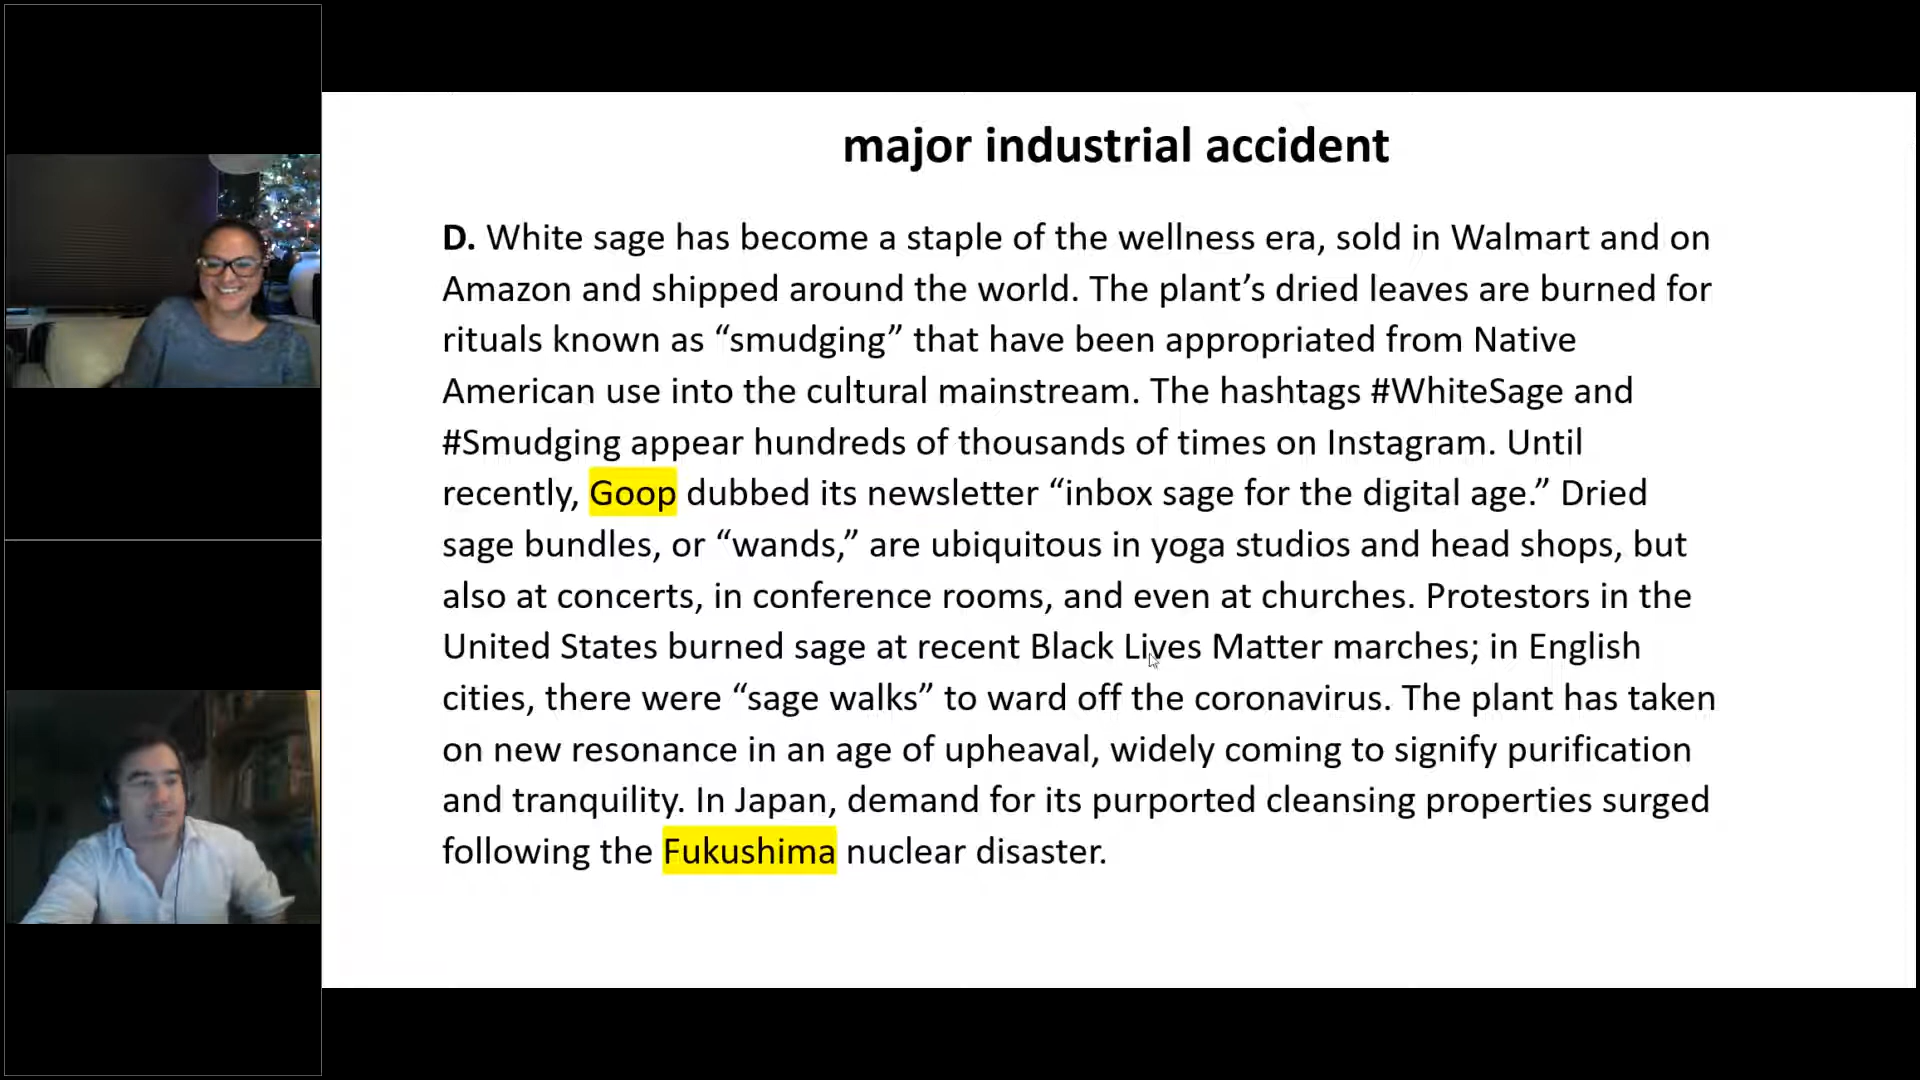 major industrial accident
D. White sage has become a staple of the wellness era, sold in Walmart and on
Amazon and shipped around the world. The plant’s dried leaves are burned for
rituals known as “smudging” that have been appropriated from Native
American use into the cultural mainstream. The hashtags #WhiteSage and
#Smudging appear hundreds of thousands of times on Instagram. Until
recently, Goop dubbed its newsletter “inbox sage for the digital age.” Dried
sage bundles, or “wands,” are ubiquitous in yoga studios and head shops, but
also at concerts, in conference rooms, and even at churches. Protestors in the
United States burned sage at recent Black Lives Matter marches; in English
cities, there were “sage walks” to ward off the coronavirus. The plant has taken
on new resonance in an age of upheaval, widely coming to signify purification
and tranquility. In Japan, demand for its purported cleansing properties surged
following the Fukushima nuclear disaster.